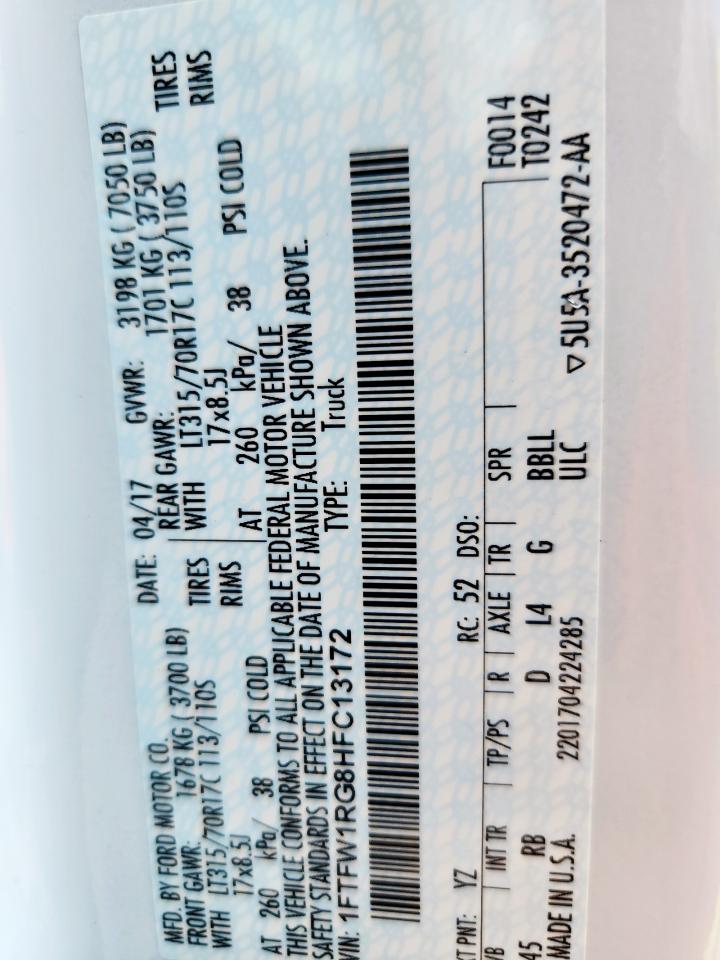 MFD. BY FORD MOTOR CO. DATE: 04/17 GVWR: 3198 KG ( 7050 LB)
FRONT GAWR: 1678 KG ( 3700 LB) REAR GAWR: 1701 KG ( 3750 LB)
WITH LT315/70R17C 113/110S TIRES WITH LT315/70R17C 113/110S TIRES
17x8.5J RIMS 17x8.5J RIMS
AT 260 kPa/ 38 PSI COLD AT 260 kPa/ 38 PSI COLD
THIS VEHICLE CONFORMS TO ALL APPLICABLE FEDERAL MOTOR VEHICLE
SAFETY STANDARDS IN EFFECT ON THE DATE OF MANUFACTURE SHOWN ABOVE.
VIN: 1FTFW1RG8HFC13172 TYPE: Truck
XT PNT: YZ RC: 52 DSO: F0014
T0242
WB INT TR TP/PS R AXLE TR SPR
45 RB D L4 G BBLL
MADE IN U.S.A. 2201704224285 ULC ▽5U5A-3520472-AA